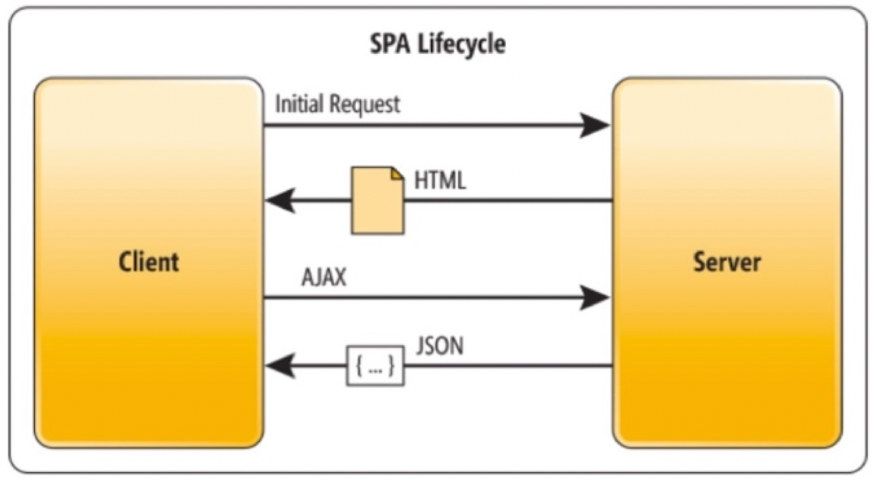 SPA Lifecycle
Initial Request
HTML
Client
Server
AJAX
JSON
{ ... }